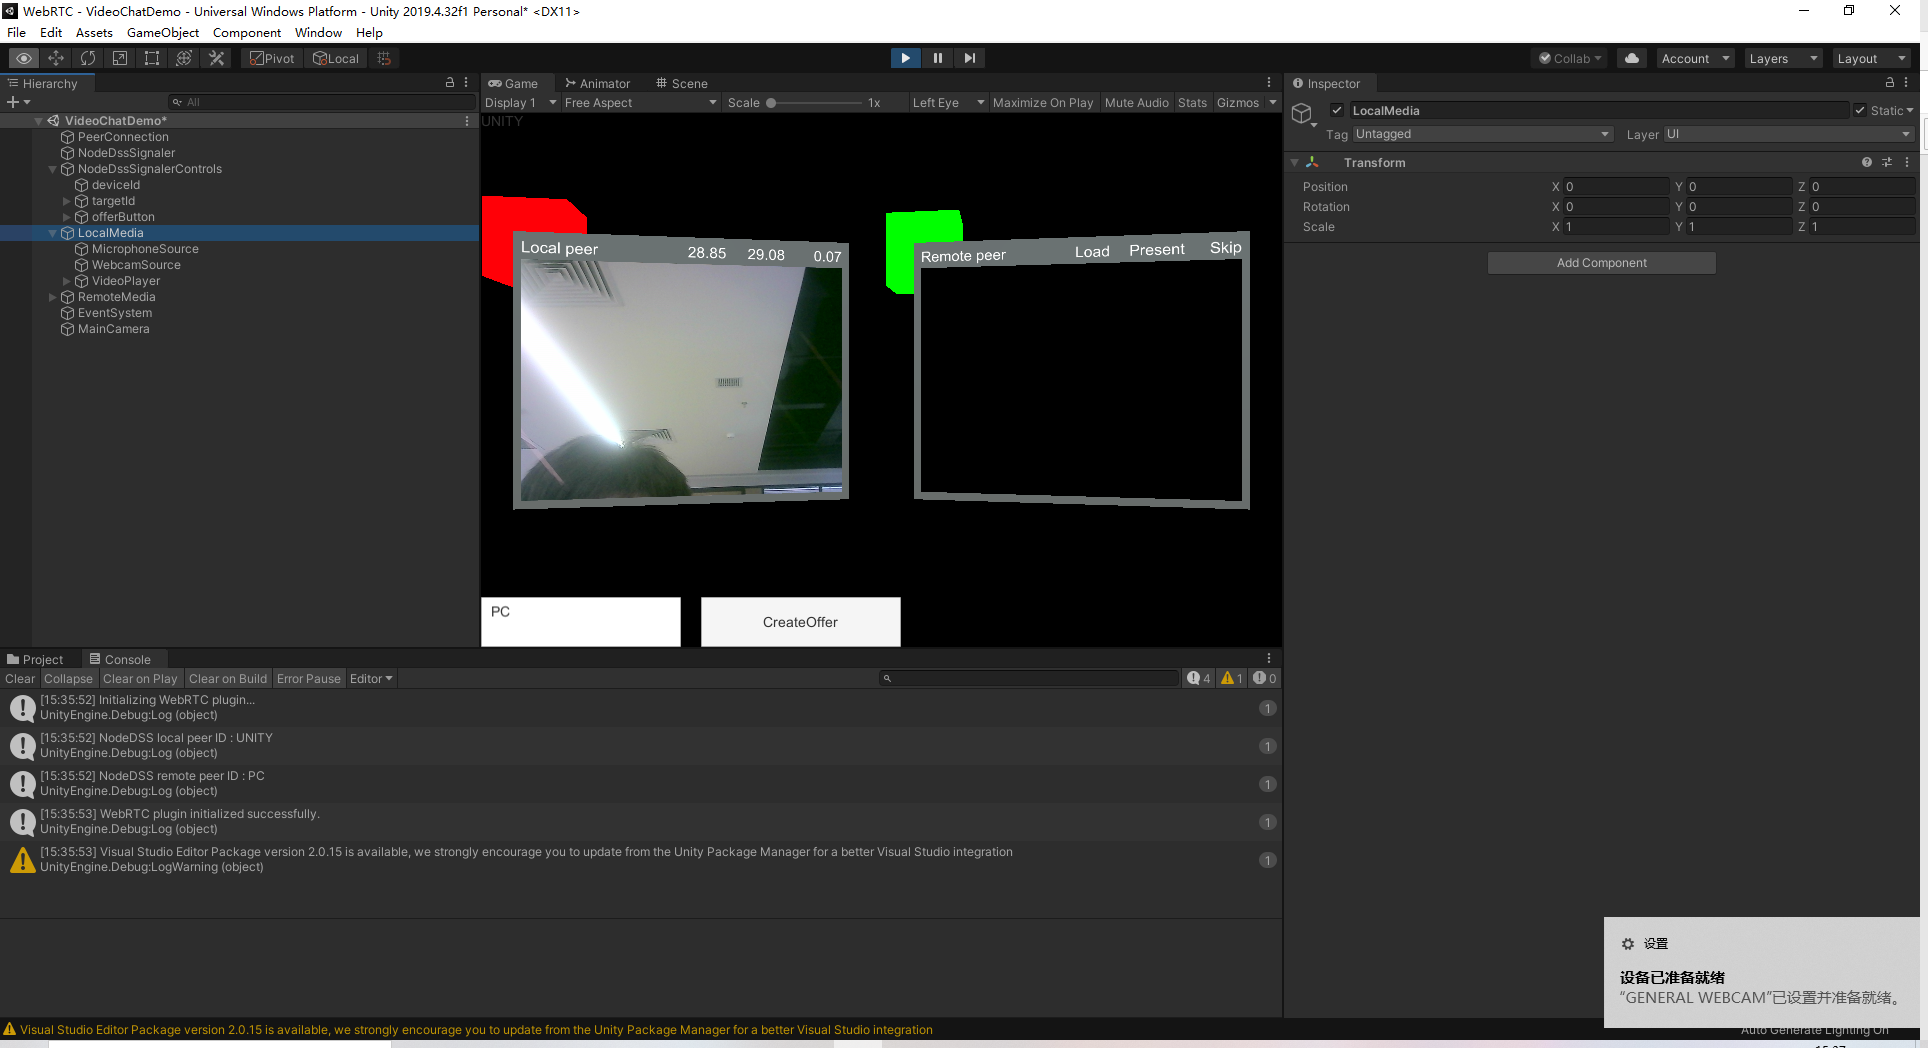 WebRTC - VideoChatDemo - Universal Windows Platform - Unity 2019.4.32f1 Personal* <DX11>
File Edit Assets GameObject Component Window Help
Pivot Local Collab Account Layers Layout
Hierarchy
All
VideoChatDemo*
PeerConnection
NodeDssSignaler
NodeDssSignalerControls
deviceId
targetId
offerButton
LocalMedia
MicrophoneSource
WebcamSource
VideoPlayer
RemoteMedia
EventSystem
MainCamera
Game Animator Scene
Display 1 Free Aspect Scale 1x Left Eye Maximize On Play Mute Audio Stats Gizmos
UNITY
Local peer 28.85 29.08 0.07
Remote peer Load Present Skip
PC
CreateOffer
Inspector
LocalMedia Static
Tag Untagged Layer UI
Transform
Position X 0 Y 0 Z 0
Rotation X 0 Y 0 Z 0
Scale X 1 Y 1 Z 1
Add Component
Project Console
Clear Collapse Clear on Play Clear on Build Error Pause Editor 4 1 0
[15:35:52] Initializing WebRTC plugin...
UnityEngine.Debug:Log (object)
1
[15:35:52] NodeDSS local peer ID : UNITY
UnityEngine.Debug:Log (object)
1
[15:35:52] NodeDSS remote peer ID : PC
UnityEngine.Debug:Log (object)
1
[15:35:53] WebRTC plugin initialized successfully.
UnityEngine.Debug:Log (object)
1
[15:35:53] Visual Studio Editor Package version 2.0.15 is available, we strongly encourage you to update from the Unity Package Manager for a better Visual Studio integration
UnityEngine.Debug:LogWarning (object)
1
设置
设备已准备就绪
“GENERAL WEBCAM”已设置并准备就绪。
Visual Studio Editor Package version 2.0.15 is available, we strongly encourage you to update from the Unity Package Manager for a better Visual Studio integration
Auto Generate Lighting On